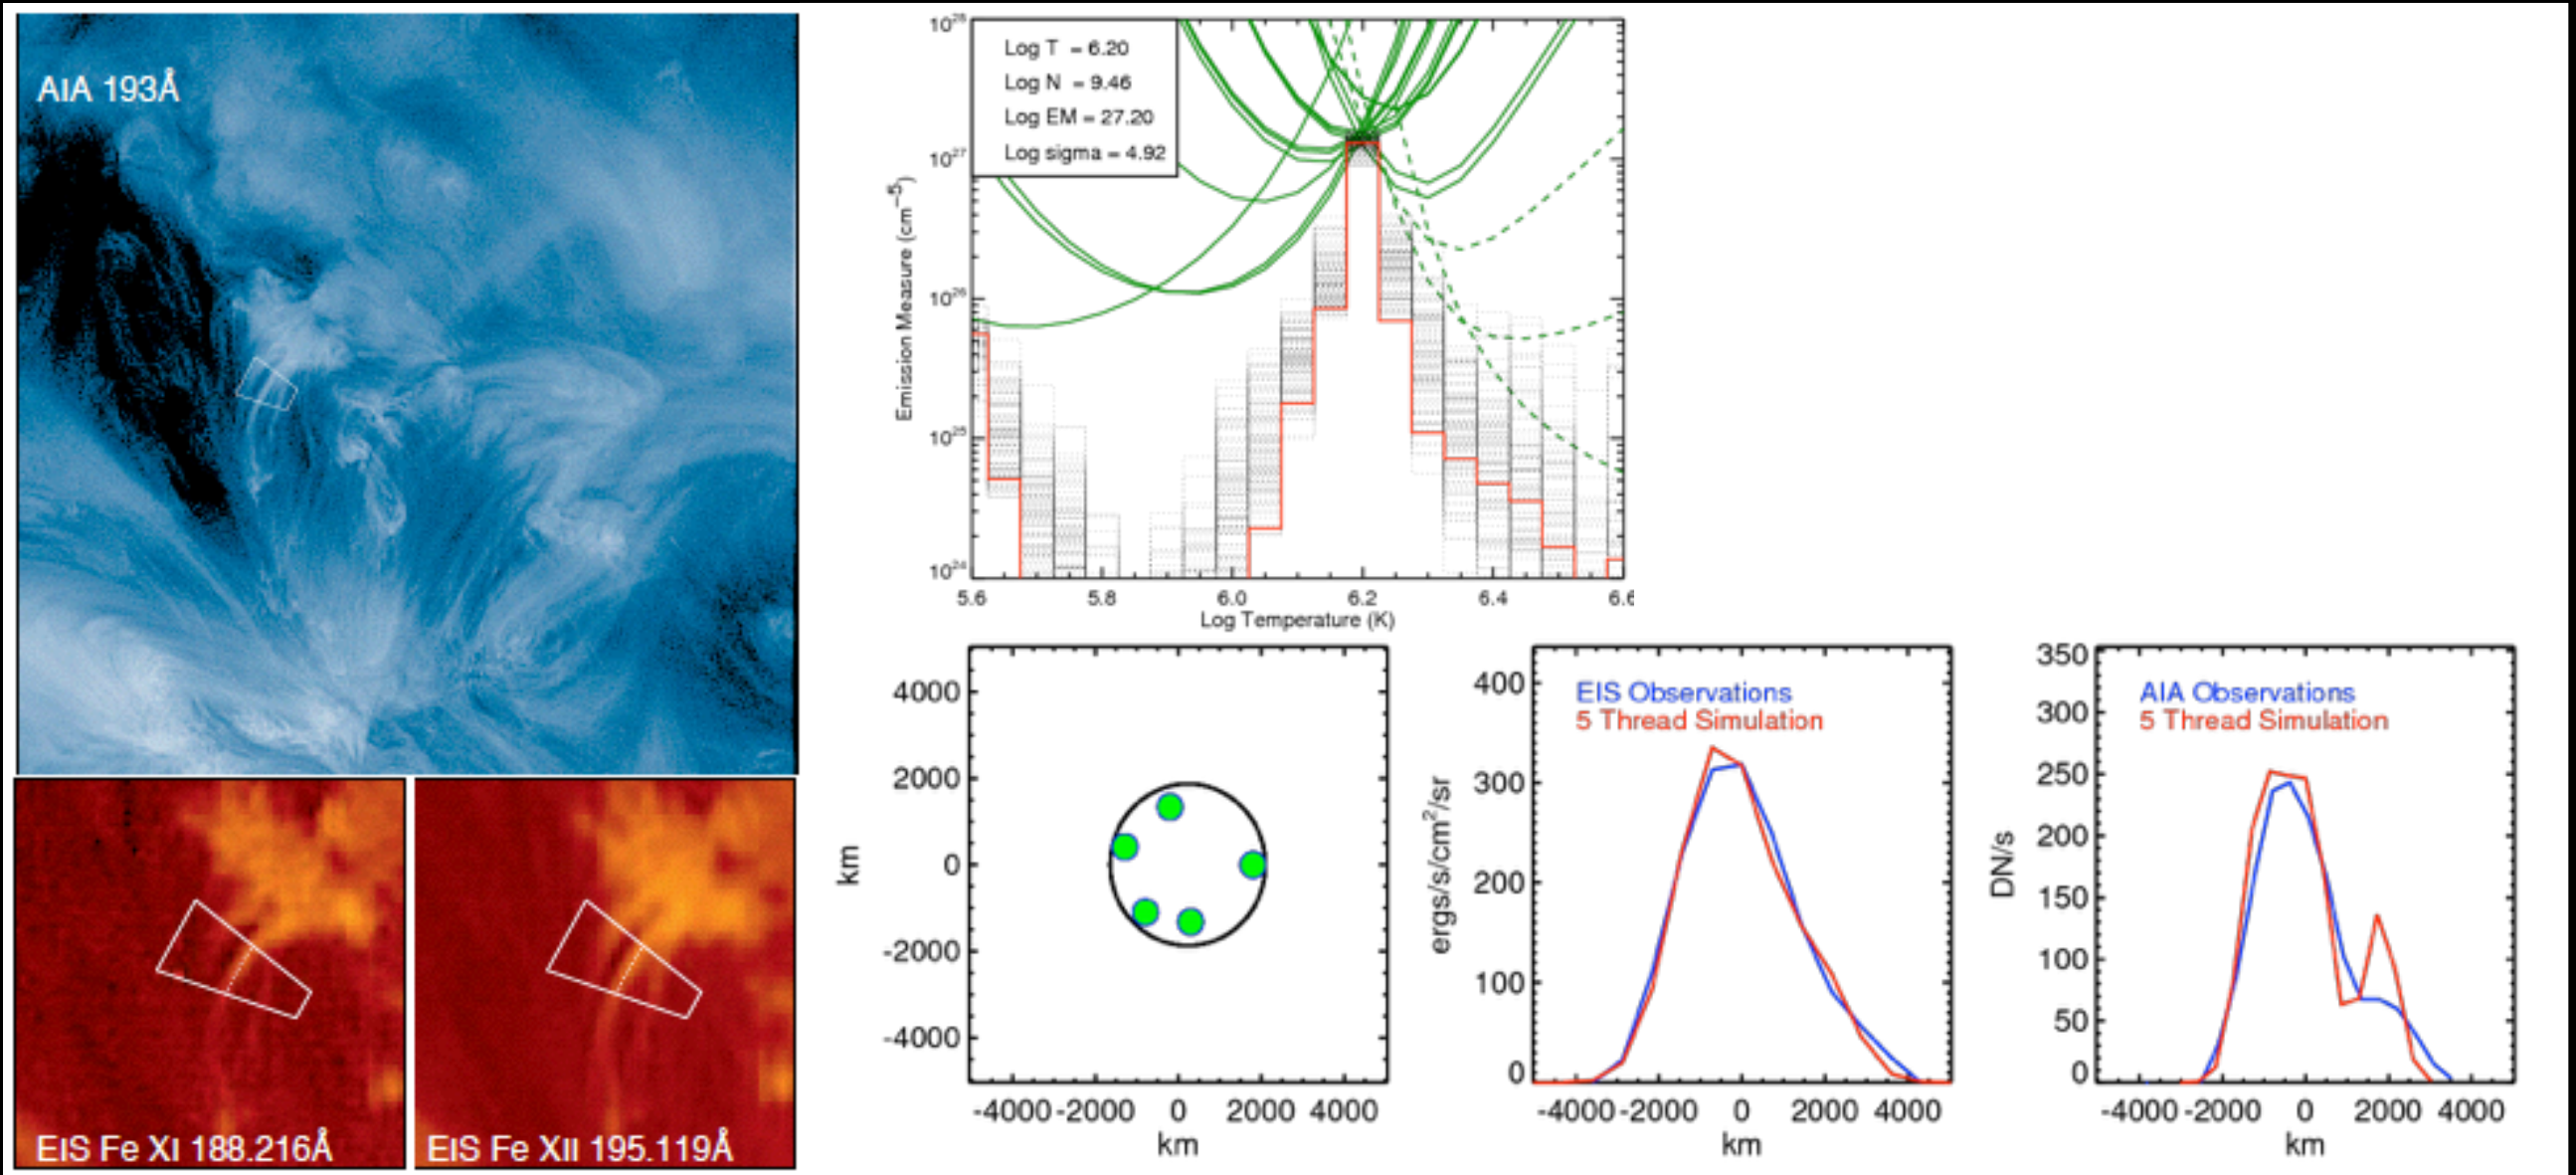 AIA 193Å
EIS Fe XI 188.216Å
EIS Fe XII 195.119Å
Log T = 6.20
Log N = 9.46
Log EM = 27.20
Log sigma = 4.92
Emission Measure (cm⁻⁵)
10²⁸
10²⁷
10²⁶
10²⁵
10²⁴
5.6 5.8 6.0 6.2 6.4 6.6
Log Temperature (K)
km
4000
2000
0
-2000
-4000
-4000 -2000 0 2000 4000
km
EIS Observations
5 Thread Simulation
ergs/s/cm²/sr
400
300
200
100
0
-4000 -2000 0 2000 4000
km
AIA Observations
5 Thread Simulation
DN/s
350
300
250
200
150
100
50
0
-4000 -2000 0 2000 4000
km